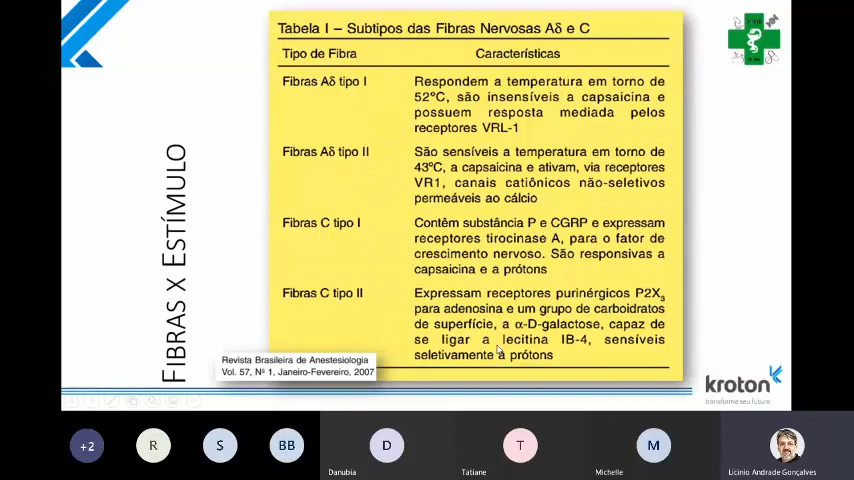 Tabela I – Subtipos das Fibras Nervosas Aδ e C
Tipo de Fibra
Características
Fibras Aδ tipo I
Respondem a temperatura em torno de
52ºC, são insensíveis a capsaicina e
possuem resposta mediada pelos
receptores VRL-1
Fibras Aδ tipo II
São sensíveis a temperatura em torno de
43ºC, a capsaicina e ativam, via receptores
VR1, canais catiônicos não-seletivos
permeáveis ao cálcio
Fibras C tipo I
Contêm substância P e CGRP e expressam
receptores tirocinase A, para o fator de
crescimento nervoso. São responsivas a
capsaicina e a prótons
Fibras C tipo II
Expressam receptores purinérgicos P2X₃
para adenosina e um grupo de carboidratos
de superfície, a α-D-galactose, capaz de
se ligar a lecitina IB-4, sensíveis
seletivamente a prótons
FIBRAS X ESTÍMULO
Revista Brasileira de Anestesiologia
Vol. 57, Nº 1, Janeiro-Fevereiro, 2007
kroton
transforme seu futuro
+2
R
S
BB
D
T
M
Danubia
Tatiane
Michelle
Licinio Andrade Gonçalves